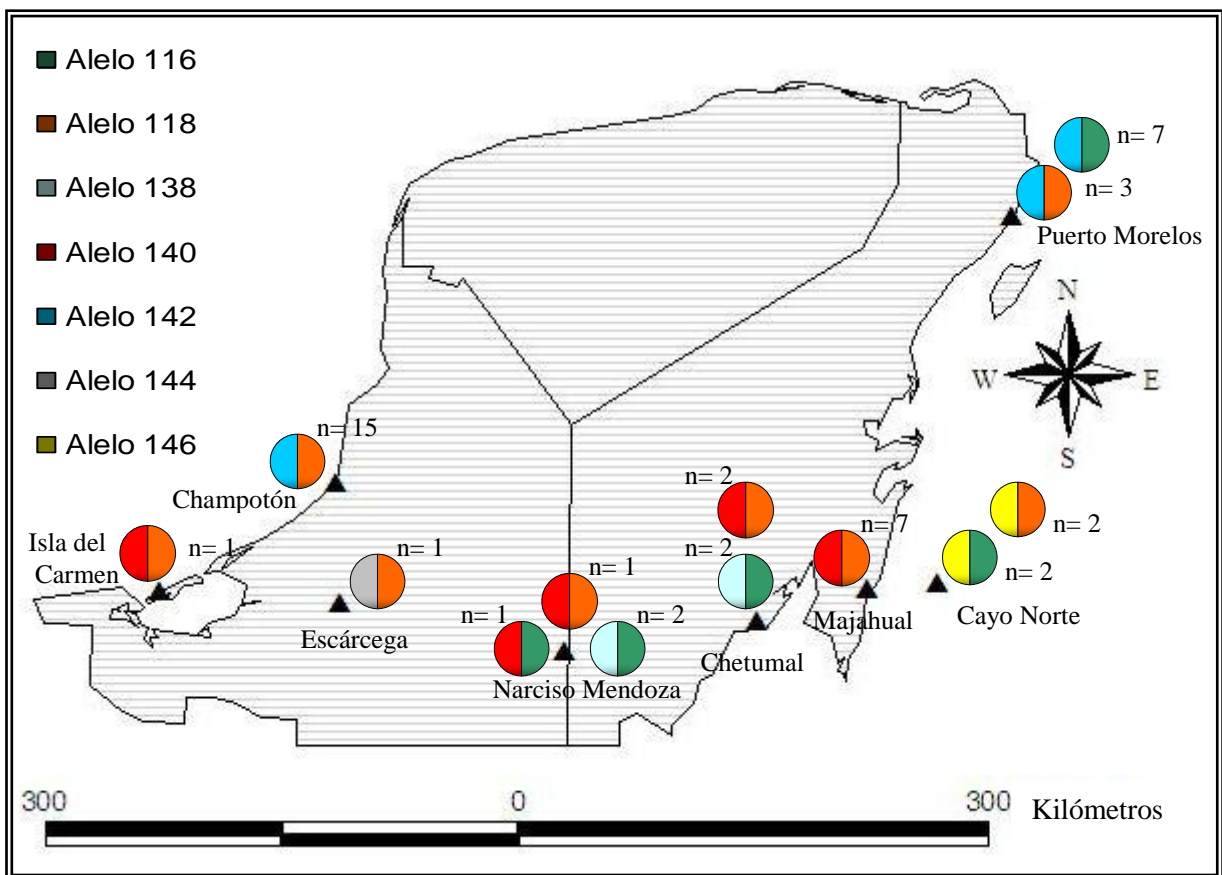 Alelo 116
Alelo 118
Alelo 138
Alelo 140
Alelo 142
Alelo 144
Alelo 146
n= 7
n= 3
Puerto Morelos
N
W
E
S
n= 15
Champotón
Isla del
Carmen
n= 1
n= 1
Escárcega
n= 1
n= 1
n= 2
Narciso Mendoza
n= 2
n= 2
Chetumal
n= 7
Majahual
n= 2
n= 2
Cayo Norte
300
0
300
Kilómetros